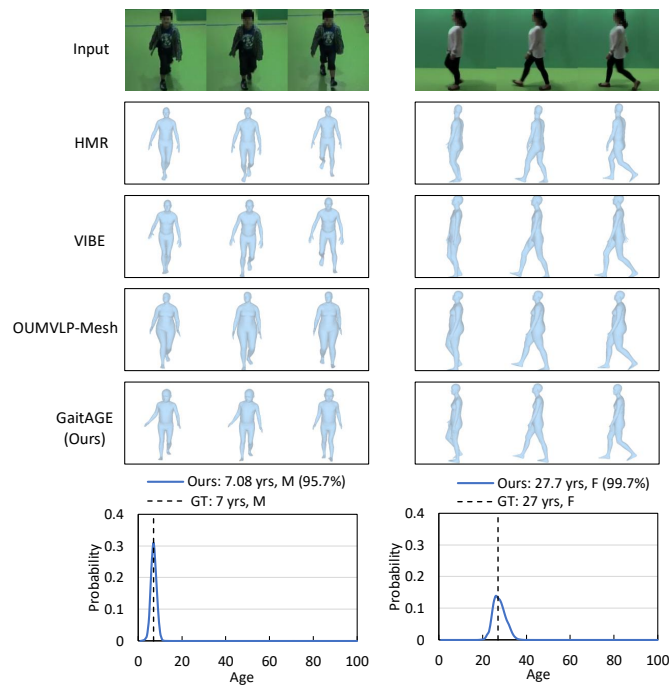 Input
HMR
VIBE
OUMVLP-Mesh
GaitAGE
(Ours)
Ours: 7.08 yrs, M (95.7%)
GT: 7 yrs, M
Ours: 27.7 yrs, F (99.7%)
GT: 27 yrs, F
0.4
0.3
0.2
0.1
0
Probability
0 20 40 60 80 100
Age
0.4
0.3
0.2
0.1
0
Probability
0 20 40 60 80 100
Age